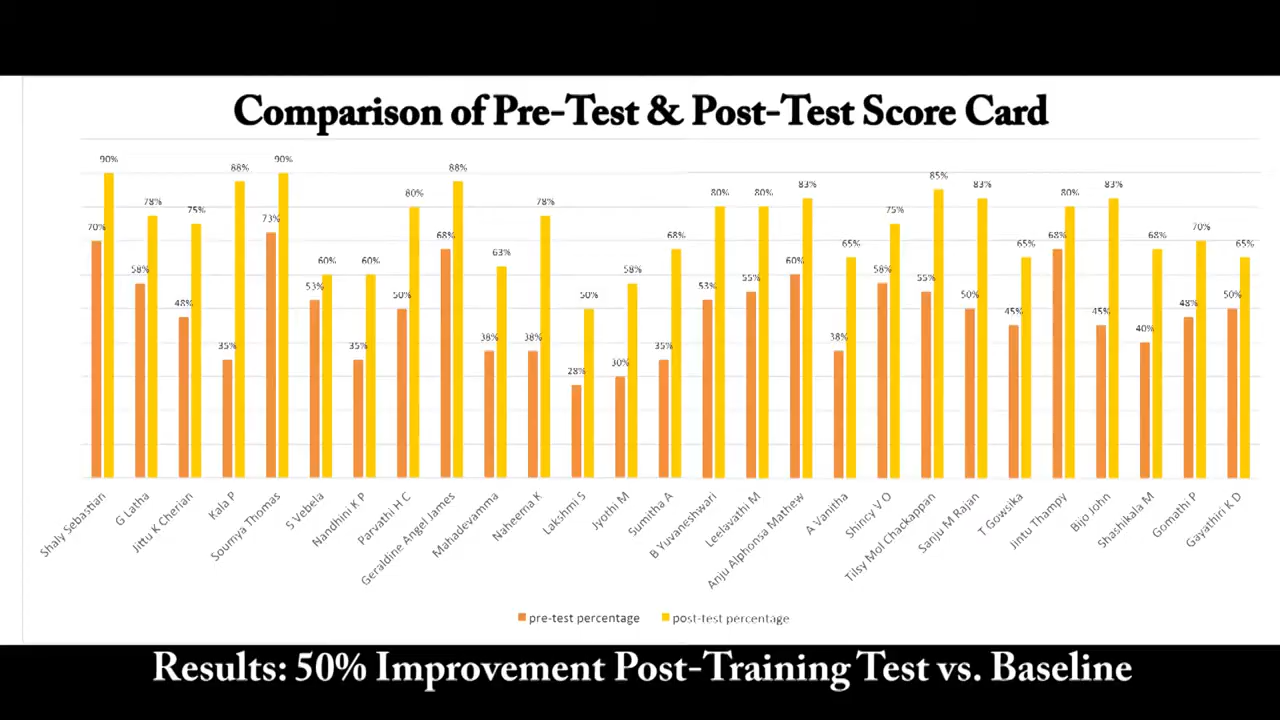 Comparison of Pre-Test & Post-Test Score Card
90% 90%
88% 88%
85%
83% 83% 83%
80% 80% 80% 80%
78% 78%
75% 75%
73%
70% 70%
68% 68% 68% 68%
65% 65% 65%
63%
60% 60% 60%
58% 58% 58%
55% 55%
53% 53%
50% 50% 50% 50%
48% 48%
45% 45%
40%
38% 38% 38%
35% 35% 35%
30%
28%
Shaly Sebastian
G Latha
Jittu K Cherian
Kala P
Soumya Thomas
S Vebela
Nandhini K P
Parvathi H C
Geraldine Angel James
Mahadevamma
Naheema K
Lakshmi S
Jyothi M
Sumitha A
B Yuvaneshwari
Leelavathi M
Anju Alphonsa Mathew
A Vanitha
Shincy V O
Tilsy Mol Chackappan
Sanju M Rajan
T Gowsika
Jintu Thampy
Bijo John
Shashikala M
Gomathi P
Gayathiri K D
pre-test percentage post-test percentage
Results: 50% Improvement Post-Training Test vs. Baseline